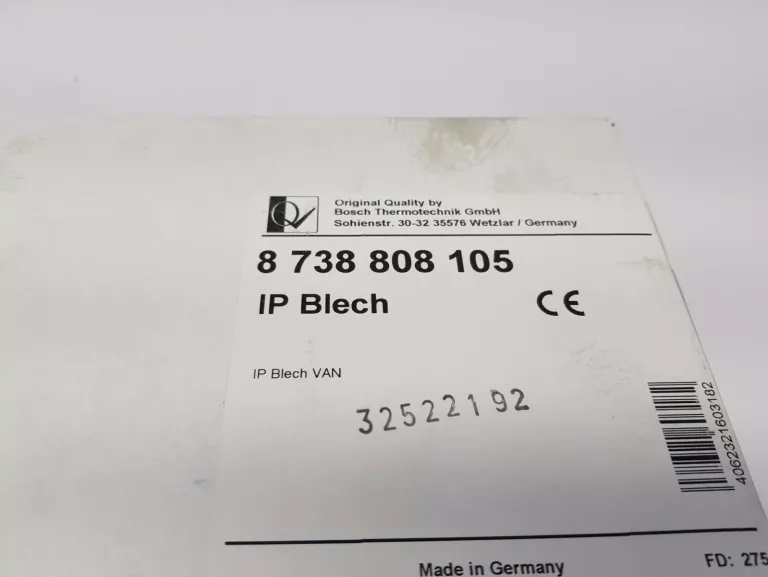 Original Quality by
Bosch Thermotechnik GmbH
Sohienstr. 30-32 35576 Wetzlar / Germany
8 738 808 105
IP Blech
CE
IP Blech VAN
32522192
4062321603182
Made in Germany
FD: 275